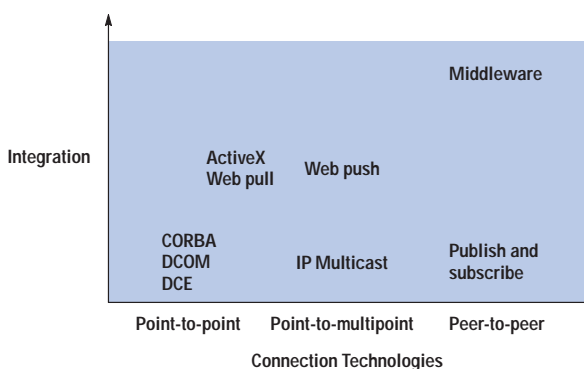 Middleware
Integration
ActiveX
Web pull
Web push
CORBA
DCOM
DCE
IP Multicast
Publish and
subscribe
Point-to-point
Point-to-multipoint
Peer-to-peer
Connection Technologies